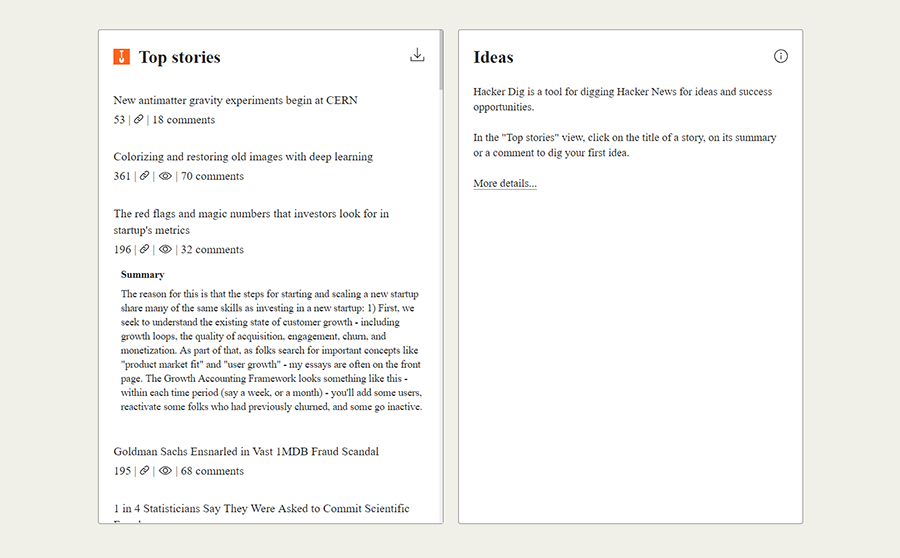 Top stories
New antimatter gravity experiments begin at CERN
53 | | 18 comments
Colorizing and restoring old images with deep learning
361 | | | 70 comments
The red flags and magic numbers that investors look for in
startup's metrics
196 | | | 32 comments
Summary
The reason for this is that the steps for starting and scaling a new startup
share many of the same skills as investing in a new startup: 1) First, we
seek to understand the existing state of customer growth - including
growth loops, the quality of acquisition, engagement, churn, and
monetization. As part of that, as folks search for important concepts like
"product market fit" and "user growth" - my essays are often on the front
page. The Growth Accounting Framework looks something like this -
within each time period (say a week, or a month) - you'll add some users,
reactivate some folks who had previously churned, and some go inactive.
Goldman Sachs Ensnarled in Vast 1MDB Fraud Scandal
195 | | | 68 comments
1 in 4 Statisticians Say They Were Asked to Commit Scientific
Ideas
Hacker Dig is a tool for digging Hacker News for ideas and success
opportunities.
In the "Top stories" view, click on the title of a story, on its summary
or a comment to dig your first idea.
More details...